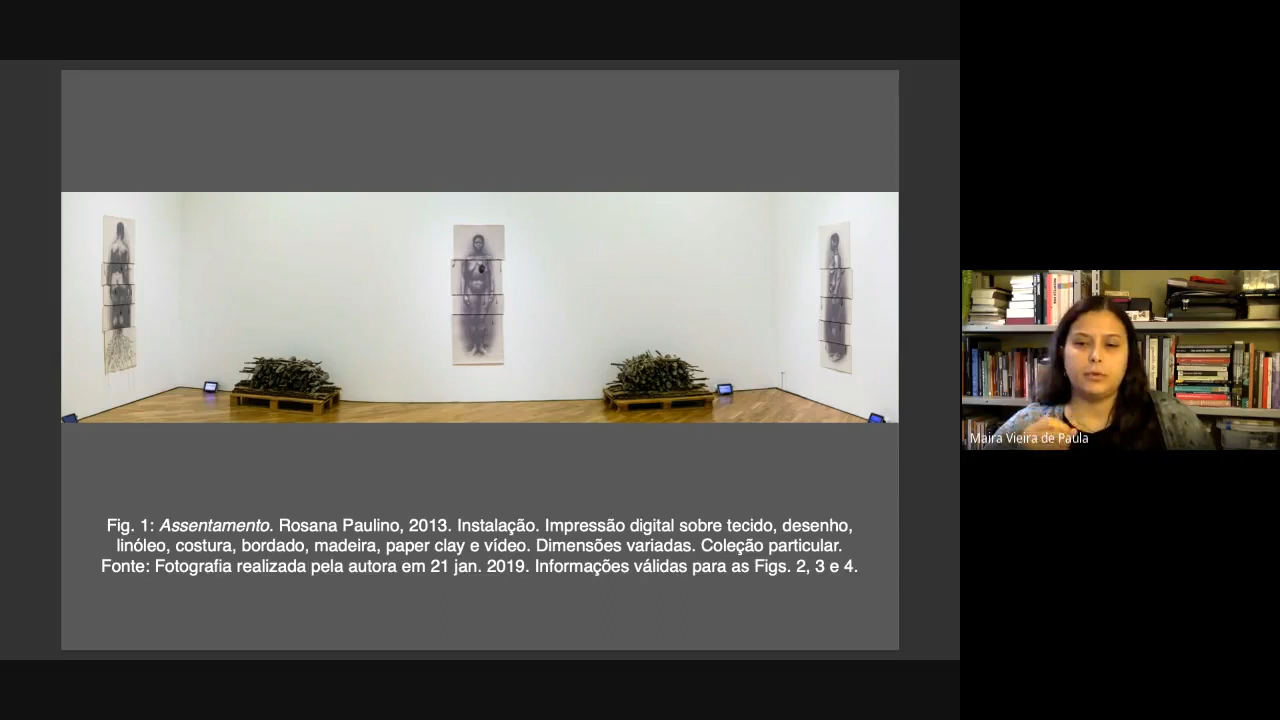 Fig. 1: Assentamento. Rosana Paulino, 2013. Instalação. Impressão digital sobre tecido, desenho,
linóleo, costura, bordado, madeira, paper clay e vídeo. Dimensões variadas. Coleção particular.
Fonte: Fotografia realizada pela autora em 21 jan. 2019. Informações válidas para as Figs. 2, 3 e 4.
Maira Vieira de Paula